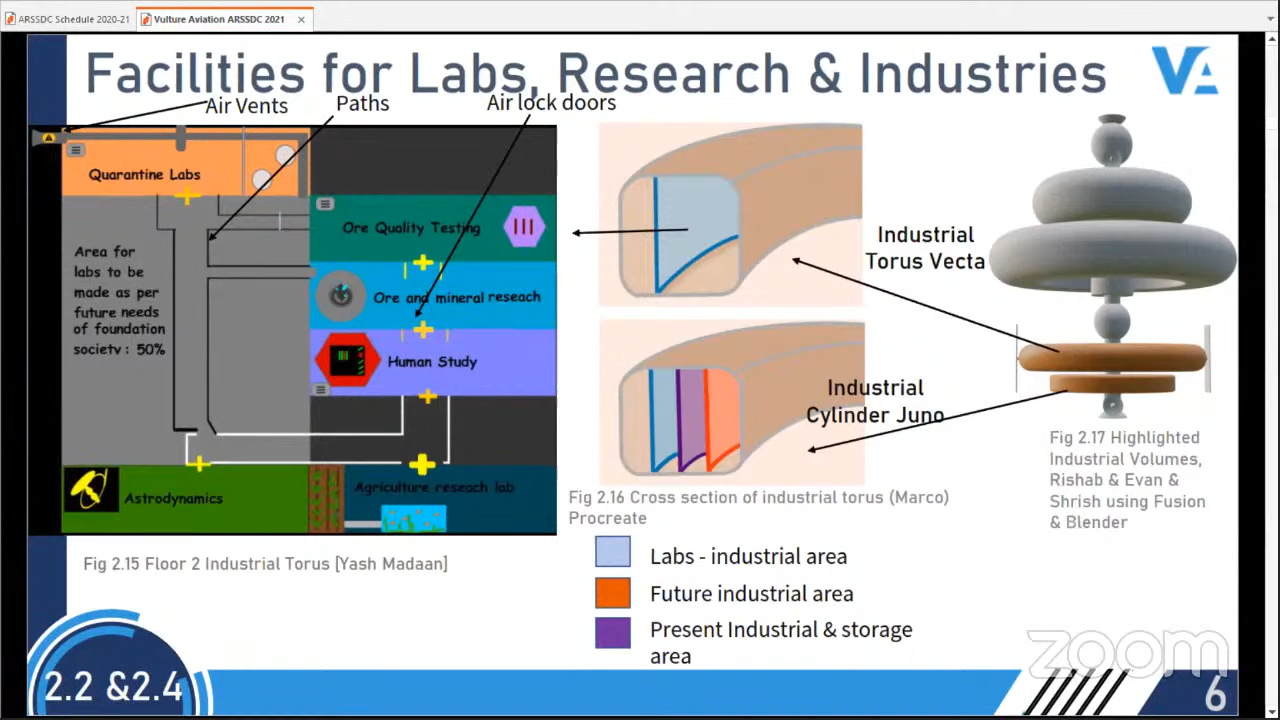 ARSSDC Schedule 2020-21
Vulture Aviation ARSSDC 2021
Facilities for Labs, Research & Industries
VA
Air Vents
Paths
Air lock doors
Quarantine Labs
Area for
labs to be
made as per
future needs
of foundation
society : 50%
Ore Quality Testing
Ore and mineral reseach
Human Study
Astrodynamics
Agriculture reseach lab
Fig 2.15 Floor 2 Industrial Torus [Yash Madaan]
Industrial
Torus Vecta
Industrial
Cylinder Juno
Fig 2.16 Cross section of industrial torus (Marco)
Procreate
Labs - industrial area
Future industrial area
Present Industrial & storage
area
Fig 2.17 Highlighted
Industrial Volumes,
Rishab & Evan &
Shrish using Fusion
& Blender
2.2 &2.4
zoom
6